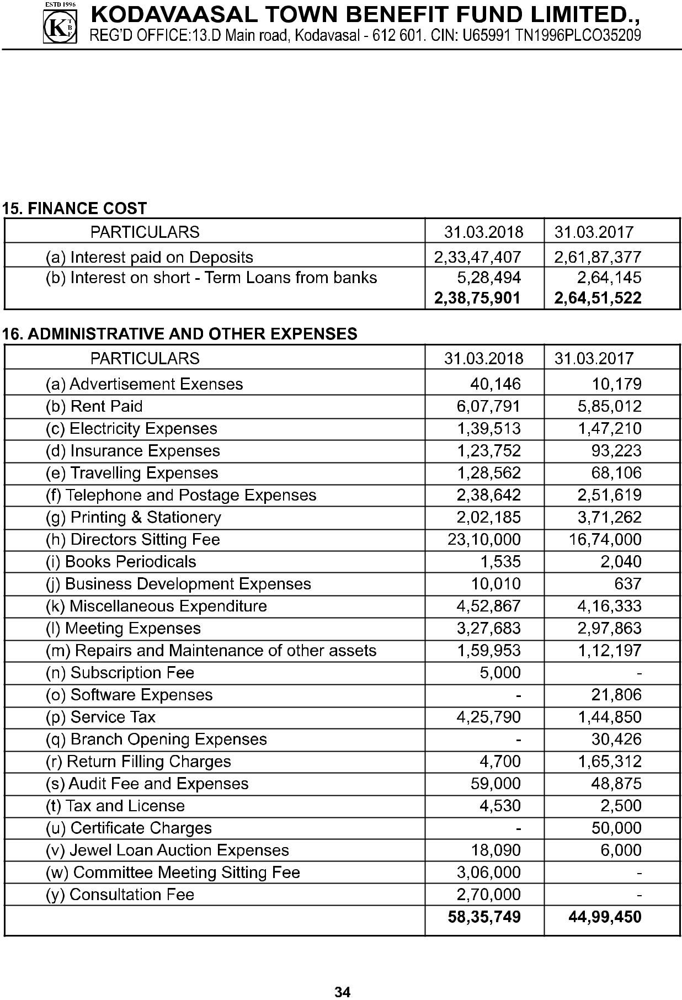 ESTD 1996
K T B F
KODAVAASAL TOWN BENEFIT FUND LIMITED.,
REG'D OFFICE:13.D Main road, Kodavasal - 612 601. CIN: U65991 TN1996PLCO35209
15. FINANCE COST
PARTICULARS 31.03.2018 31.03.2017
(a) Interest paid on Deposits 2,33,47,407 2,61,87,377
(b) Interest on short - Term Loans from banks 5,28,494 2,64,145
2,38,75,901 2,64,51,522
16. ADMINISTRATIVE AND OTHER EXPENSES
PARTICULARS 31.03.2018 31.03.2017
(a) Advertisement Exenses 40,146 10,179
(b) Rent Paid 6,07,791 5,85,012
(c) Electricity Expenses 1,39,513 1,47,210
(d) Insurance Expenses 1,23,752 93,223
(e) Travelling Expenses 1,28,562 68,106
(f) Telephone and Postage Expenses 2,38,642 2,51,619
(g) Printing & Stationery 2,02,185 3,71,262
(h) Directors Sitting Fee 23,10,000 16,74,000
(i) Books Periodicals 1,535 2,040
(j) Business Development Expenses 10,010 637
(k) Miscellaneous Expenditure 4,52,867 4,16,333
(l) Meeting Expenses 3,27,683 2,97,863
(m) Repairs and Maintenance of other assets 1,59,953 1,12,197
(n) Subscription Fee 5,000 -
(o) Software Expenses - 21,806
(p) Service Tax 4,25,790 1,44,850
(q) Branch Opening Expenses - 30,426
(r) Return Filling Charges 4,700 1,65,312
(s) Audit Fee and Expenses 59,000 48,875
(t) Tax and License 4,530 2,500
(u) Certificate Charges - 50,000
(v) Jewel Loan Auction Expenses 18,090 6,000
(w) Committee Meeting Sitting Fee 3,06,000 -
(y) Consultation Fee 2,70,000 -
58,35,749 44,99,450
34